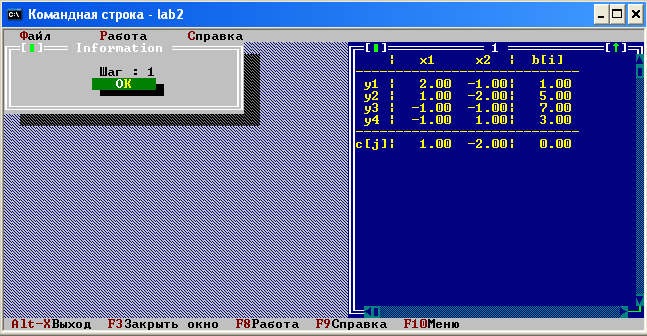 Командная строка - lab2
Файл Работа Справка
Information
Шаг : 1
OK
1
x1 x2 b[i]
y1 2.00 -1.00 1.00
y2 1.00 -2.00 5.00
y3 -1.00 -1.00 7.00
y4 -1.00 1.00 3.00
c[j] 1.00 -2.00 0.00
Alt-X Выход F3 Закрыть окно F8 Работа F9 Справка F10 Меню